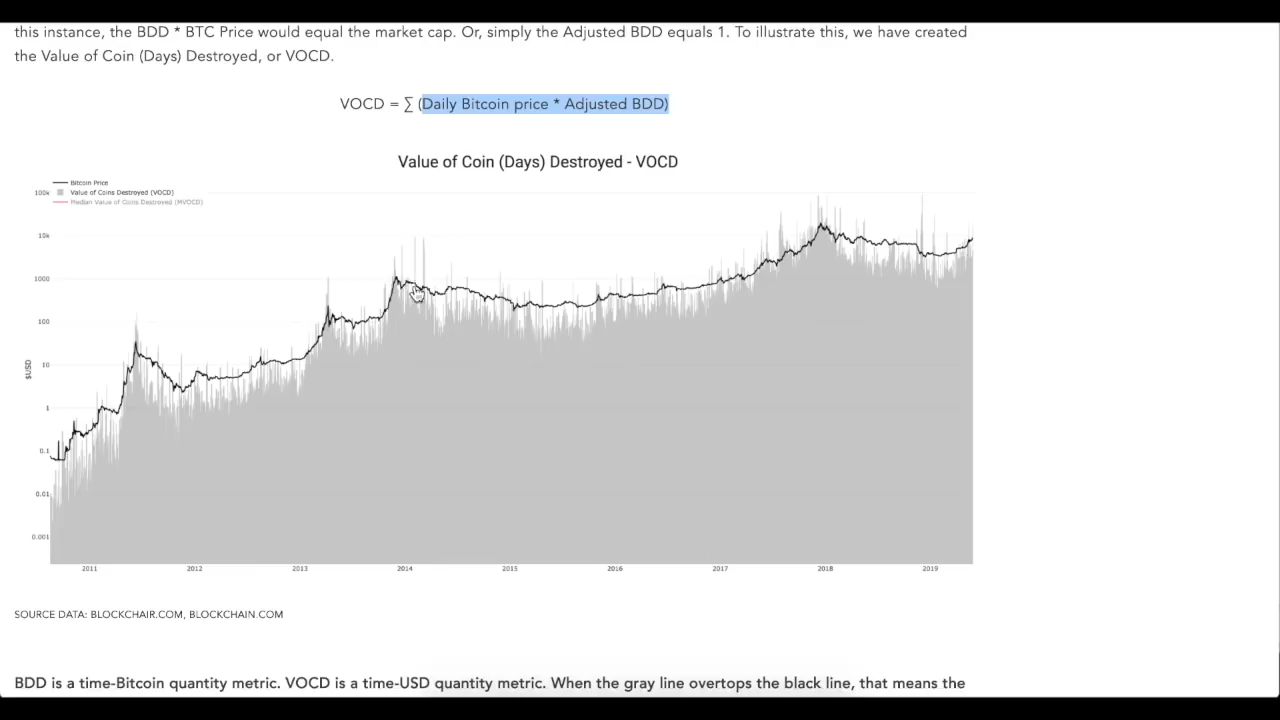 this instance, the BDD * BTC Price would equal the market cap. Or, simply the Adjusted BDD equals 1. To illustrate this, we have created
the Value of Coin (Days) Destroyed, or VOCD.
VOCD = ∑ (Daily Bitcoin price * Adjusted BDD)
Value of Coin (Days) Destroyed - VOCD
Bitcoin Price
Value of Coins Destroyed (VOCD)
Median Value of Coins Destroyed (MVOCD)
100k
10k
1000
100
10
1
0.1
0.01
0.001
$USD
2011 2012 2013 2014 2015 2016 2017 2018 2019
SOURCE DATA: BLOCKCHAIR.COM, BLOCKCHAIN.COM
BDD is a time-Bitcoin quantity metric. VOCD is a time-USD quantity metric. When the gray line overtops the black line, that means the